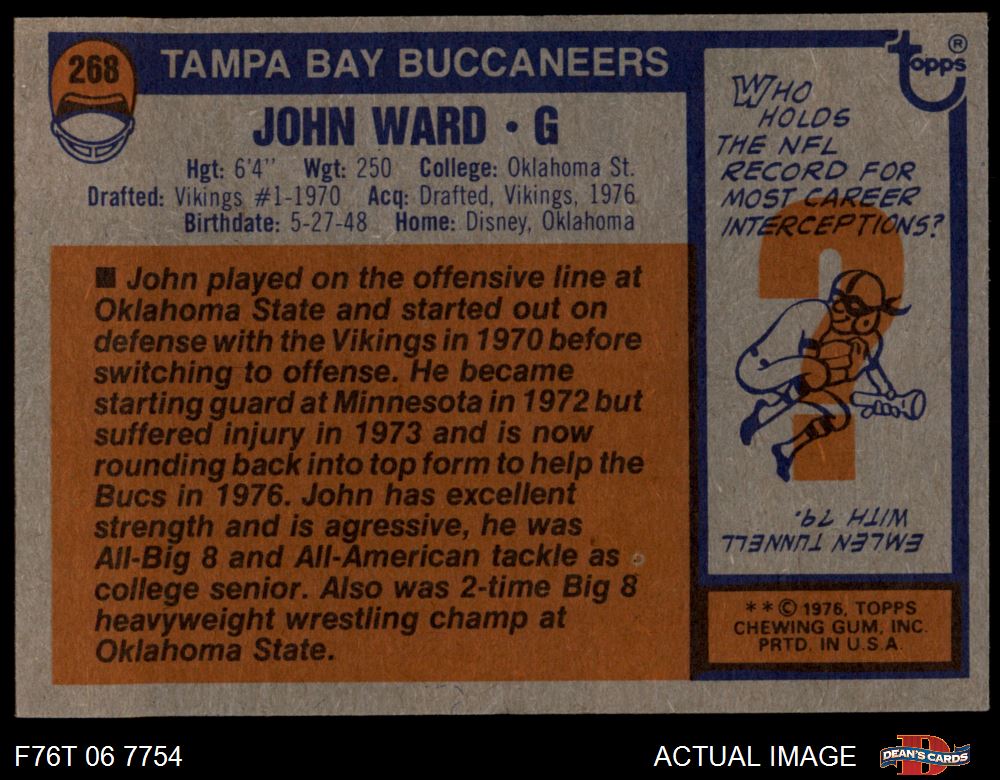 268
TAMPA BAY BUCCANEERS
JOHN WARD • G
Hgt: 6'4'' Wgt: 250 College: Oklahoma St.
Drafted: Vikings #1-1970 Acq: Drafted, Vikings, 1976
Birthdate: 5-27-48 Home: Disney, Oklahoma
■ John played on the offensive line at
Oklahoma State and started out on
defense with the Vikings in 1970 before
switching to offense. He became
starting guard at Minnesota in 1972 but
suffered injury in 1973 and is now
rounding back into top form to help the
Bucs in 1976. John has excellent
strength and is agressive, he was
All-Big 8 and All-American tackle as
college senior. Also was 2-time Big 8
heavyweight wrestling champ at
Oklahoma State.
topps ®
WHO
HOLDS
THE NFL
RECORD FOR
MOST CAREER
INTERCEPTIONS?
?
EMLEN TUNNELL
WITH 79.
* * © 1976, TOPPS
CHEWING GUM, INC.
PRTD. IN U.S.A.
F76T 06 7754
ACTUAL IMAGE
D
DEAN'S CARDS